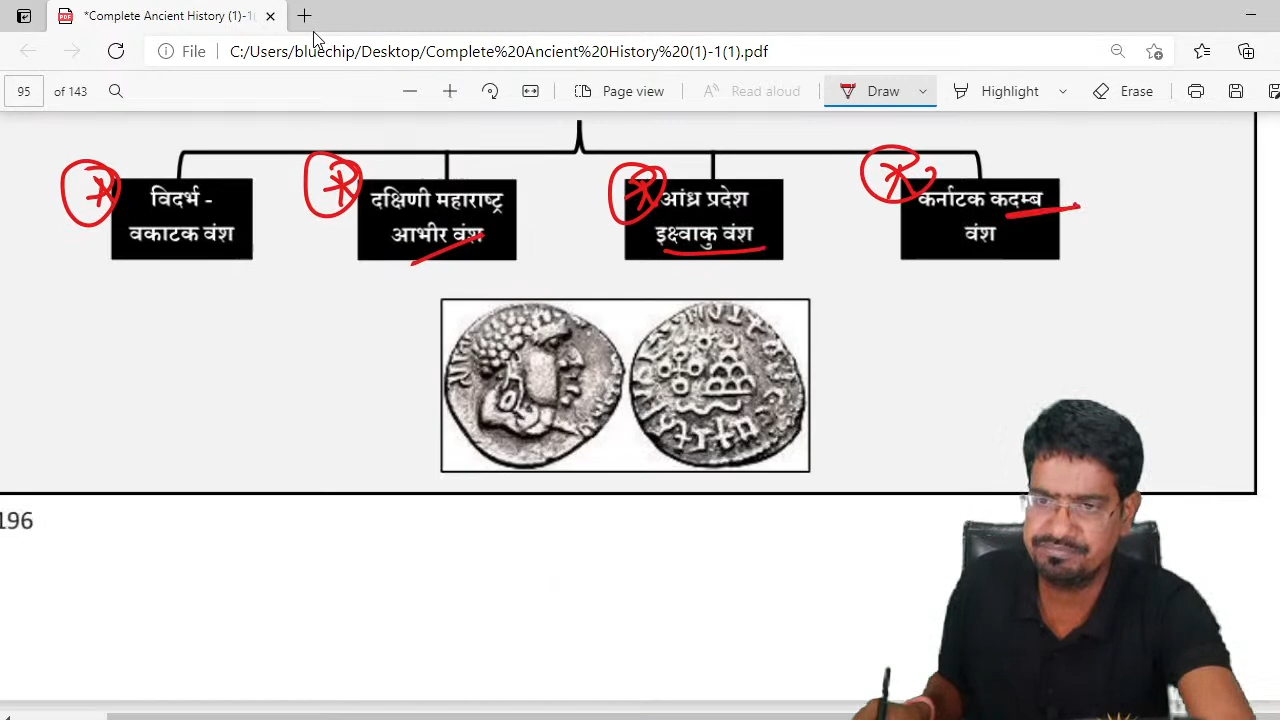 *Complete Ancient History (1)-1(
File
C:/Users/bluechip/Desktop/Complete%20Ancient%20History%20(1)-1(1).pdf
95 of 143
Page view
Read aloud
Draw
Highlight
Erase
विदर्भ -
वकाटक वंश
दक्षिणी महाराष्ट्र
आभीर वंश
आंध्र प्रदेश
इक्ष्वाकु वंश
कर्नाटक कदम्ब
वंश
196